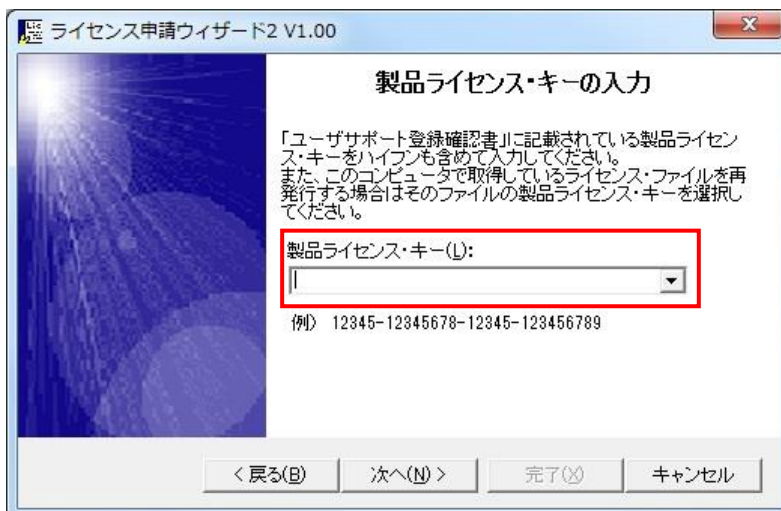 ライセンス申請ウィザード2 V1.00
製品ライセンス・キーの入力
「ユーザサポート登録確認書」に記載されている製品ライセン
ス・キーをハイフンも含めて入力してください。
また、このコンピュータで取得しているライセンス・ファイルを再
発行する場合はそのファイルの製品ライセンス・キーを選択し
てください。
製品ライセンス・キー(L):
例) 12345-12345678-12345-123456789
< 戻る(B)
次へ(N) >
完了(X)
キャンセル